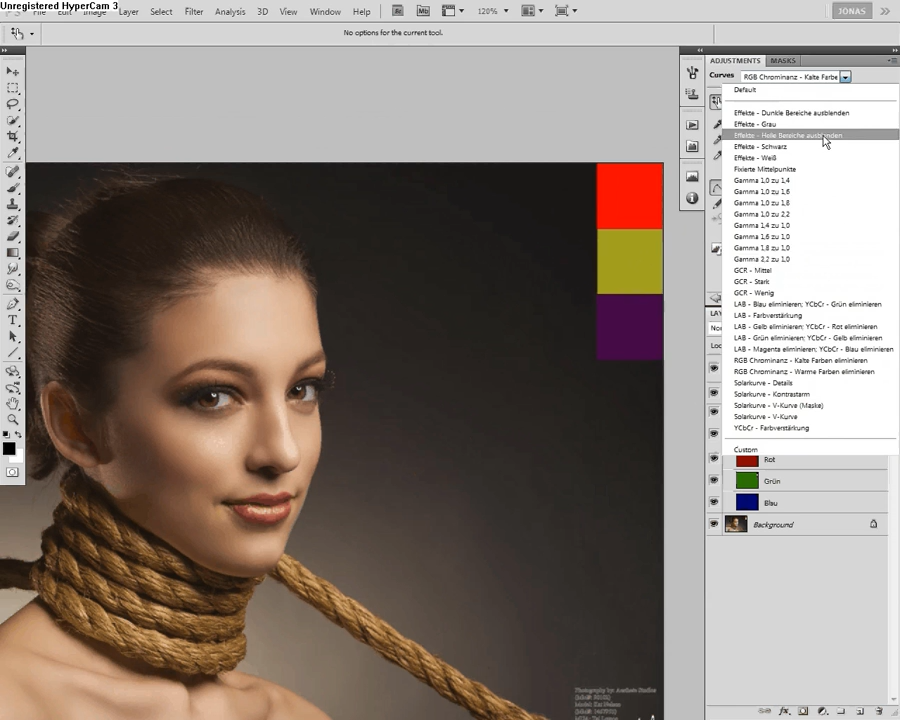 Unregistered HyperCam 3
Layer Select Filter Analysis 3D View Window Help 120% JONAS
No options for the current tool.
ADJUSTMENTS MASKS
Curves RGB Chrominanz - Kalte Farbe
Default
Effekte - Dunkle Bereiche ausblenden
Effekte - Grau
Effekte - Helle Bereiche ausblenden
Effekte - Schwarz
Effekte - Weiß
Fixierte Mittelpunkte
Gamma 1,0 zu 1,4
Gamma 1,0 zu 1,6
Gamma 1,0 zu 1,8
Gamma 1,0 zu 2,2
Gamma 1,4 zu 1,0
Gamma 1,6 zu 1,0
Gamma 1,8 zu 1,0
Gamma 2,2 zu 1,0
GCR - Mittel
GCR - Stark
GCR - Wenig
LAB - Blau eliminieren; YCbCr - Grün eliminieren
LAB - Farbverstärkung
LAB - Gelb eliminieren; YCbCr - Rot eliminieren
LAB - Grün eliminieren; YCbCr - Gelb eliminieren
LAB - Magenta eliminieren; YCbCr - Blau eliminieren
RGB Chrominanz - Kalte Farben eliminieren
RGB Chrominanz - Warme Farben eliminieren
Solarkurve - Details
Solarkurve - Kontrastarm
Solarkurve - V-Kurve (Maske)
Solarkurve - V-Kurve
YCbCr - Farbverstärkung
Custom
Rot
Grün
Blau
Background
Photography by: Aesthete Studios